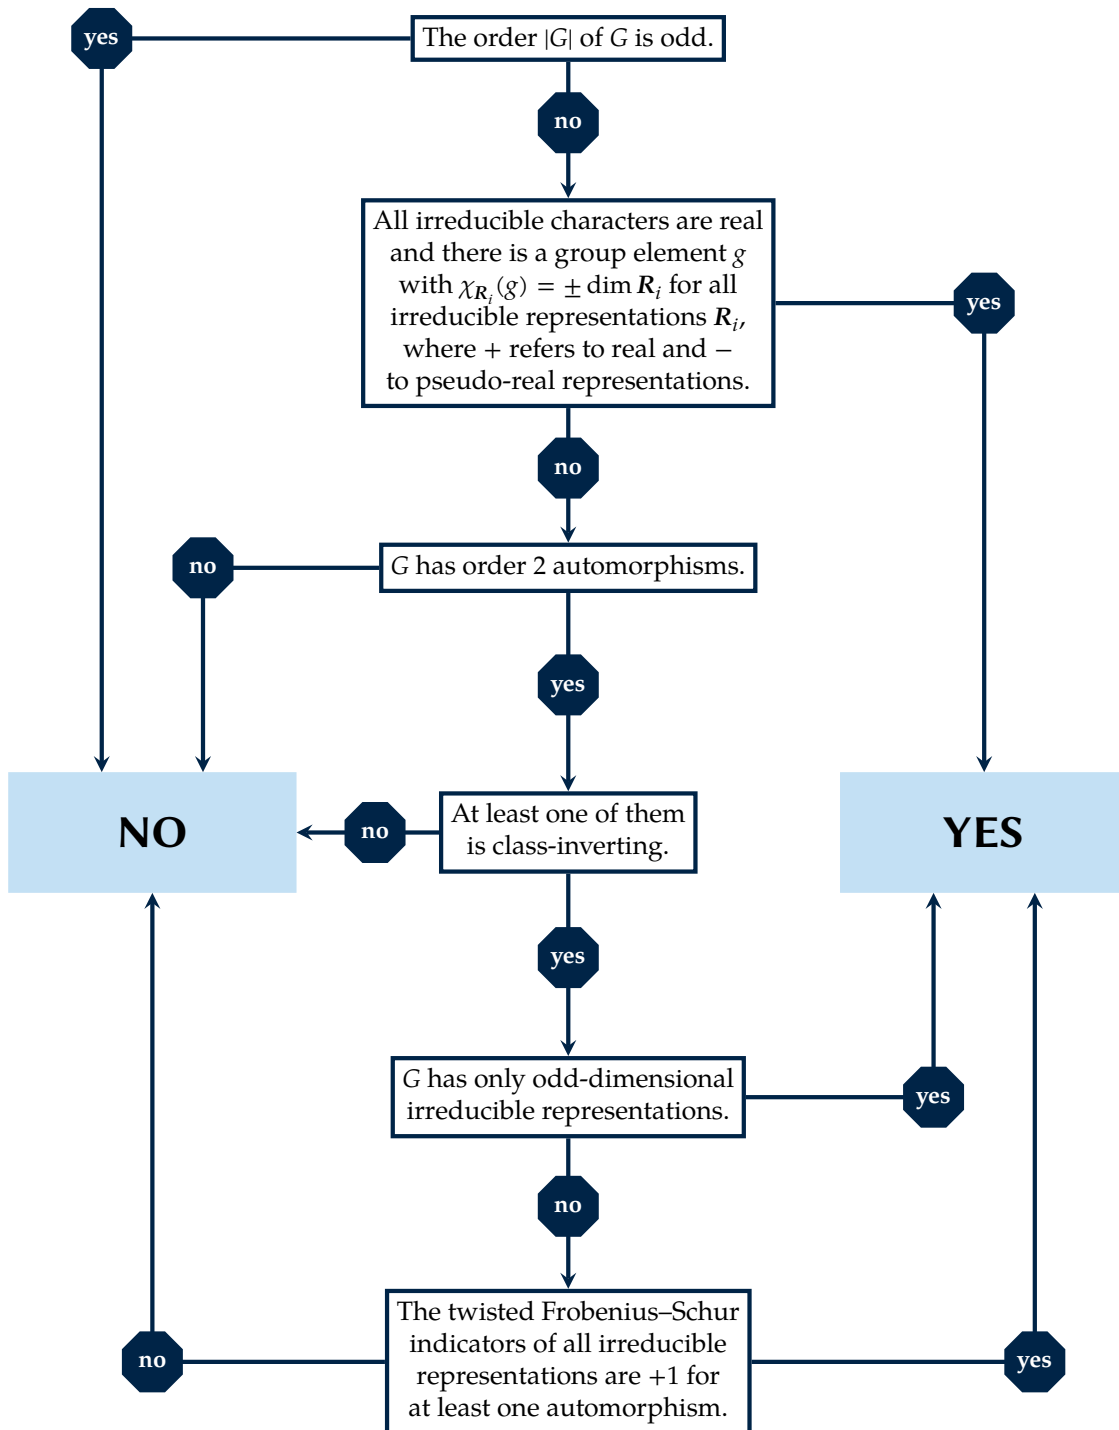 yes
The order |G| of G is odd.
no
All irreducible characters are real
and there is a group element g
with χ_{R_i}(g) = ± dim R_i for all
irreducible representations R_i,
where + refers to real and −
to pseudo-real representations.
yes
no
no
G has order 2 automorphisms.
yes
NO
no
At least one of them
is class-inverting.
YES
yes
G has only odd-dimensional
irreducible representations.
yes
no
The twisted Frobenius–Schur
indicators of all irreducible
representations are +1 for
at least one automorphism.
no
yes